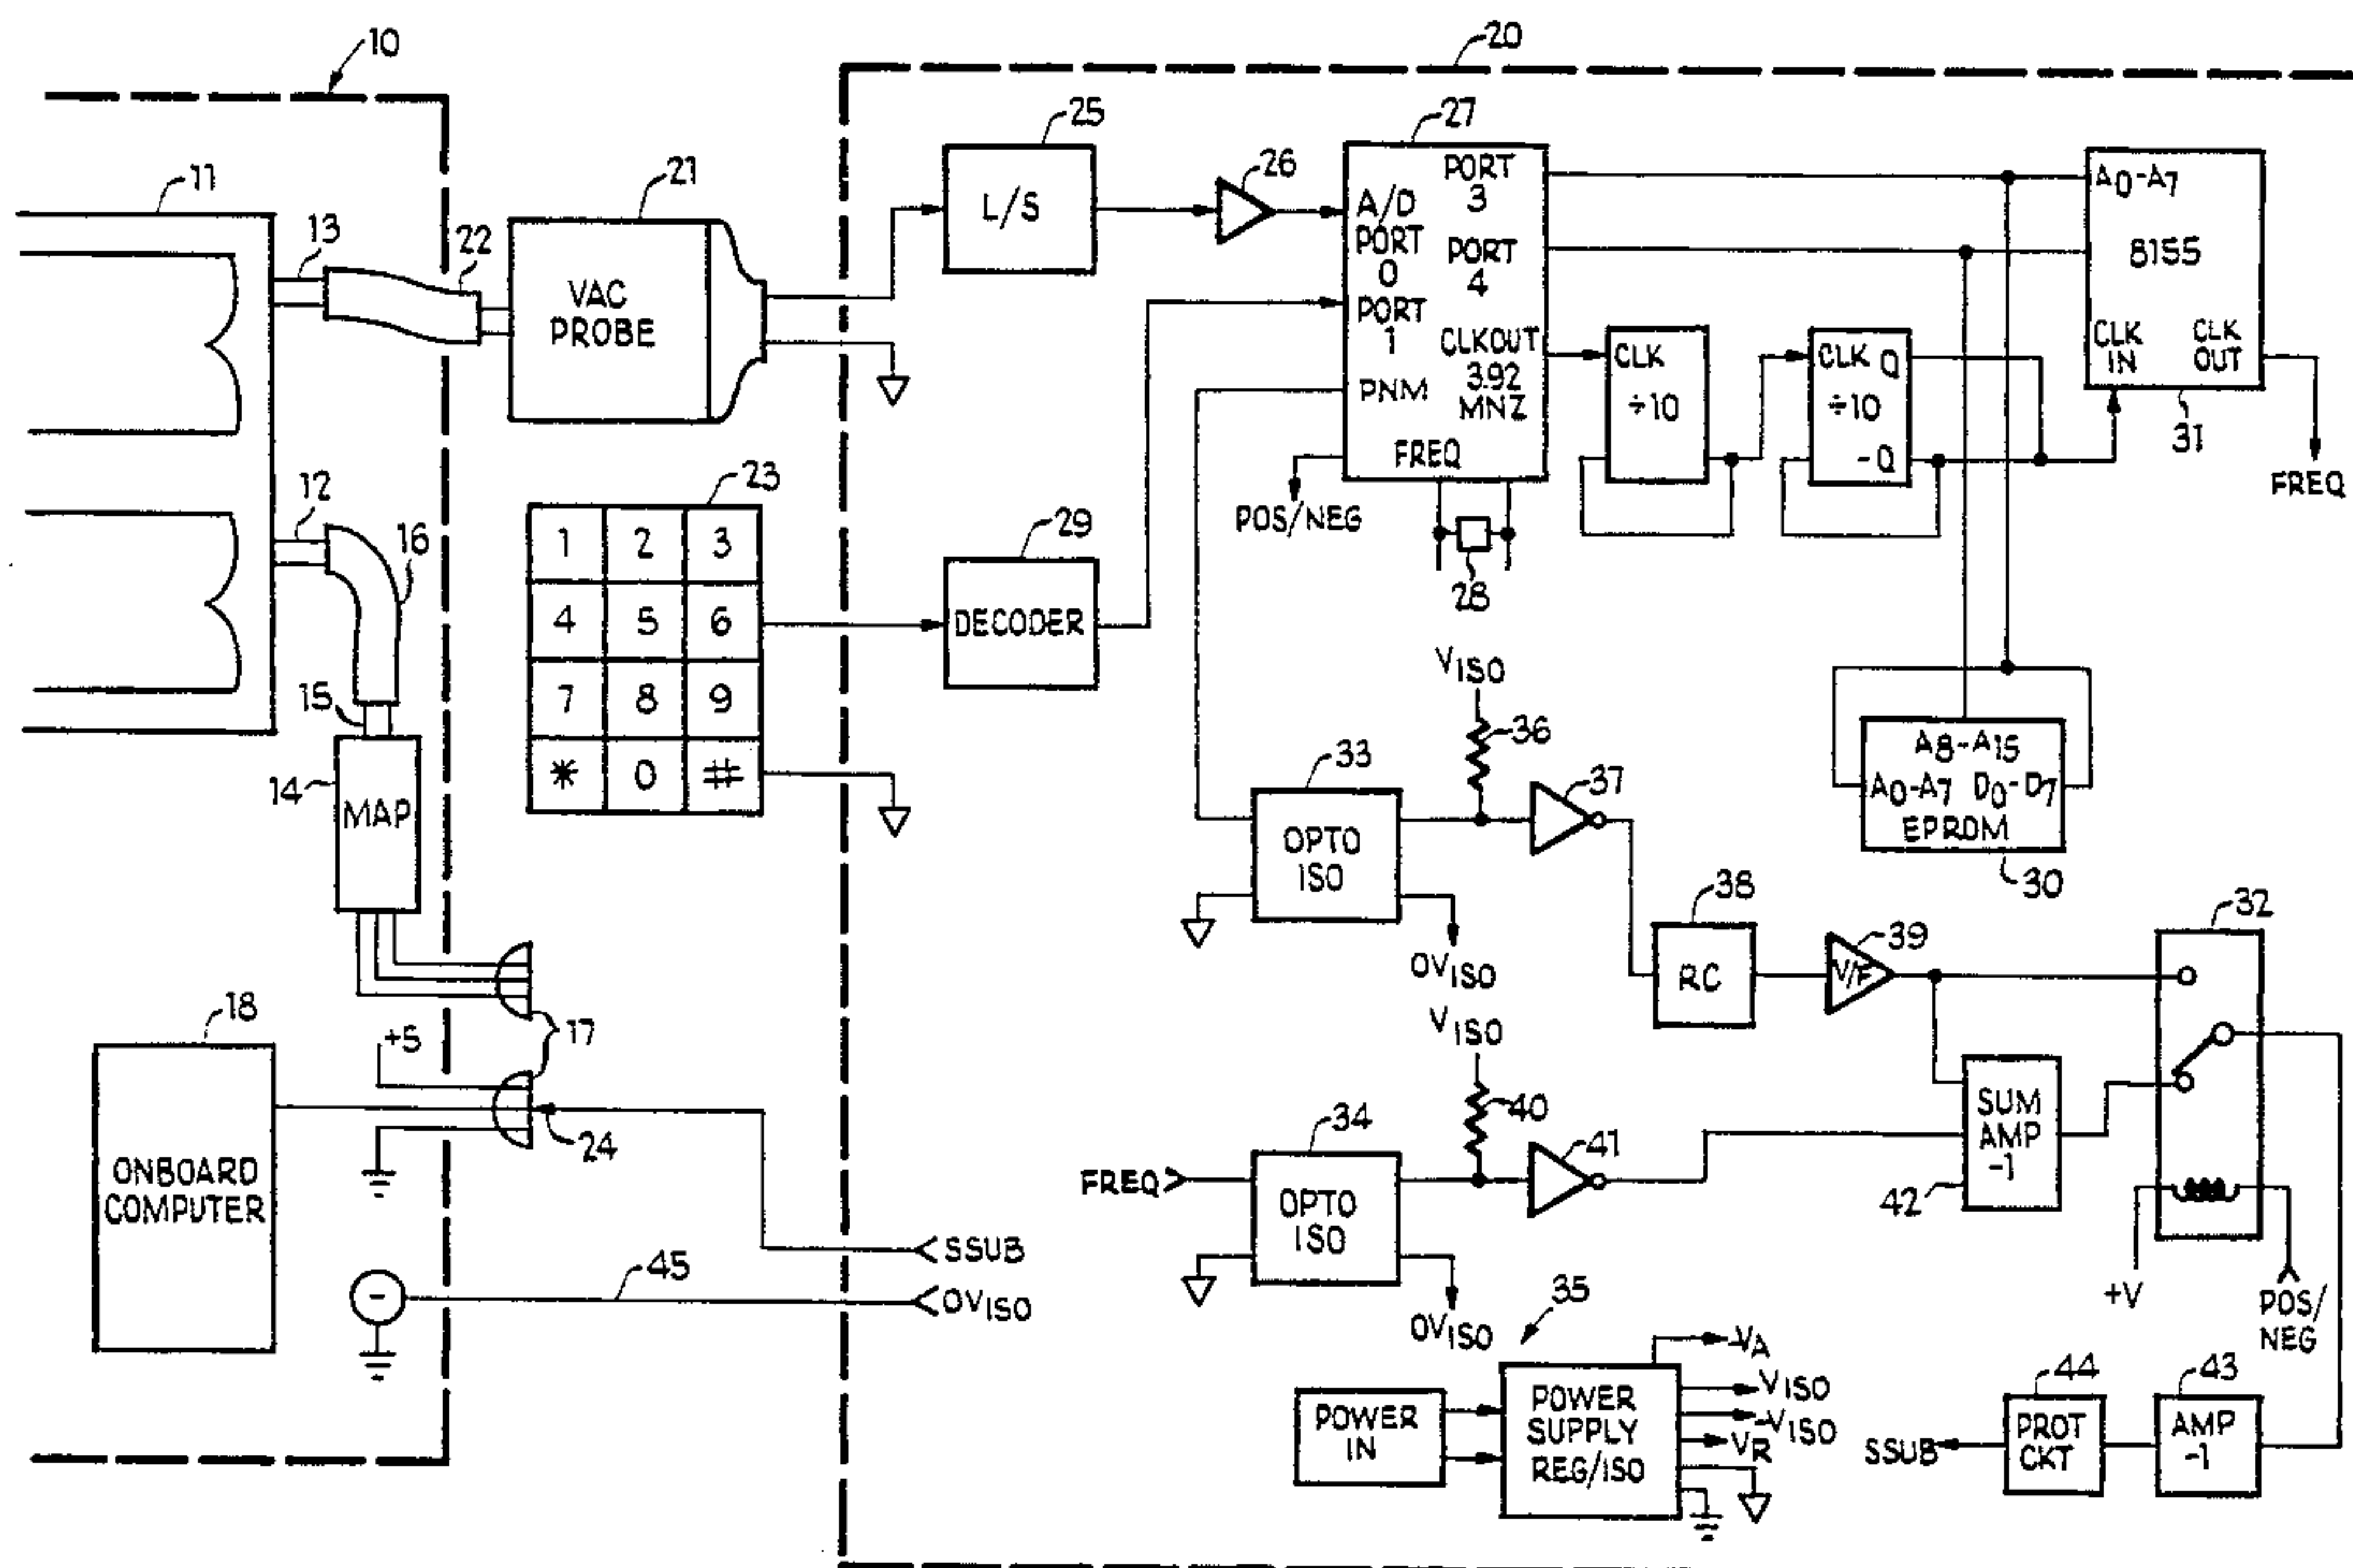 10
20
11
21
25
26
27
13
22
VAC
PROBE
L/S
A/D
PORT
0
PORT
1
PNM
FREQ
PORT
3
PORT
4
CLKOUT
3.92
MNZ
A0-A7
8155
CLK
IN
CLK
OUT
31
FREQ
CLK
÷10
CLK Q
÷10
-Q
POS/NEG
28
12
16
23
1 2 3
4 5 6
7 8 9
* 0 #
29
DECODER
15
14
MAP
VISO
36
33
OPTO
ISO
37
0VISO
A8-A15
A0-A7 D0-D7
EPROM
30
38
RC
39
V/F
32
17
18
ONBOARD
COMPUTER
+5
24
VISO
40
34
FREQ
OPTO
ISO
41
0VISO
SUM
AMP
-1
42
+V
POS/
NEG
45
-
SSUB
0VISO
35
POWER
IN
POWER
SUPPLY
REG/ISO
-VA
VISO
-VISO
VR
44
43
SSUB
PROT
CKT
AMP
-1